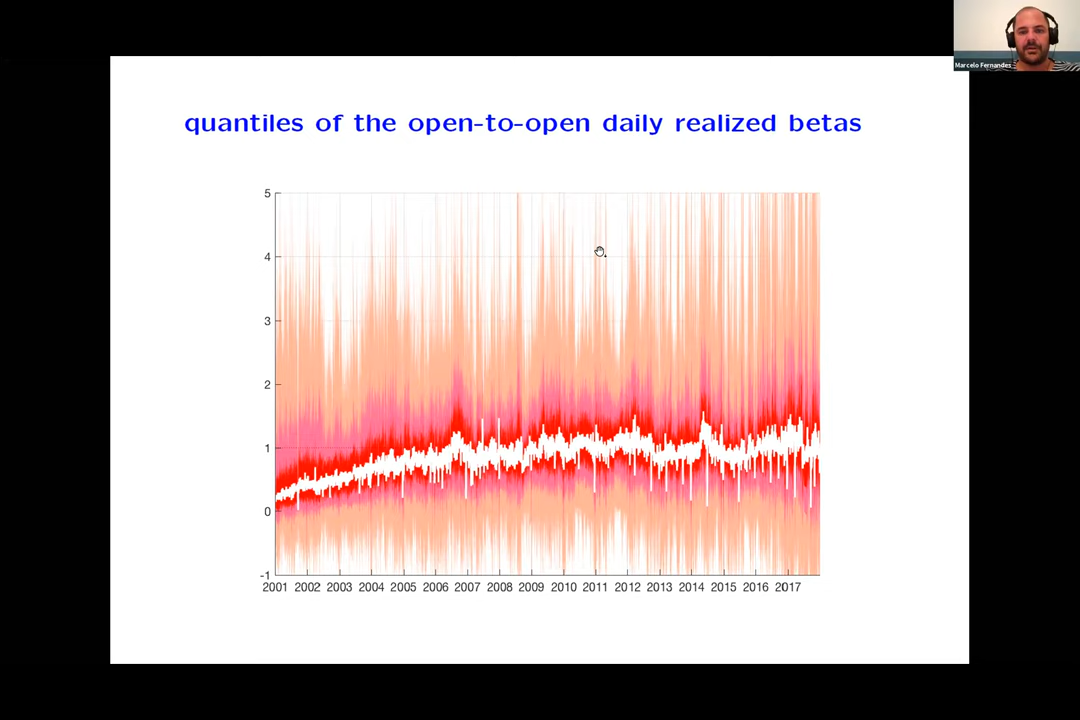 Marcelo Fernandes
quantiles of the open-to-open daily realized betas
5
4
3
2
1
0
-1
2001 2002 2003 2004 2005 2006 2007 2008 2009 2010 2011 2012 2013 2014 2015 2016 2017